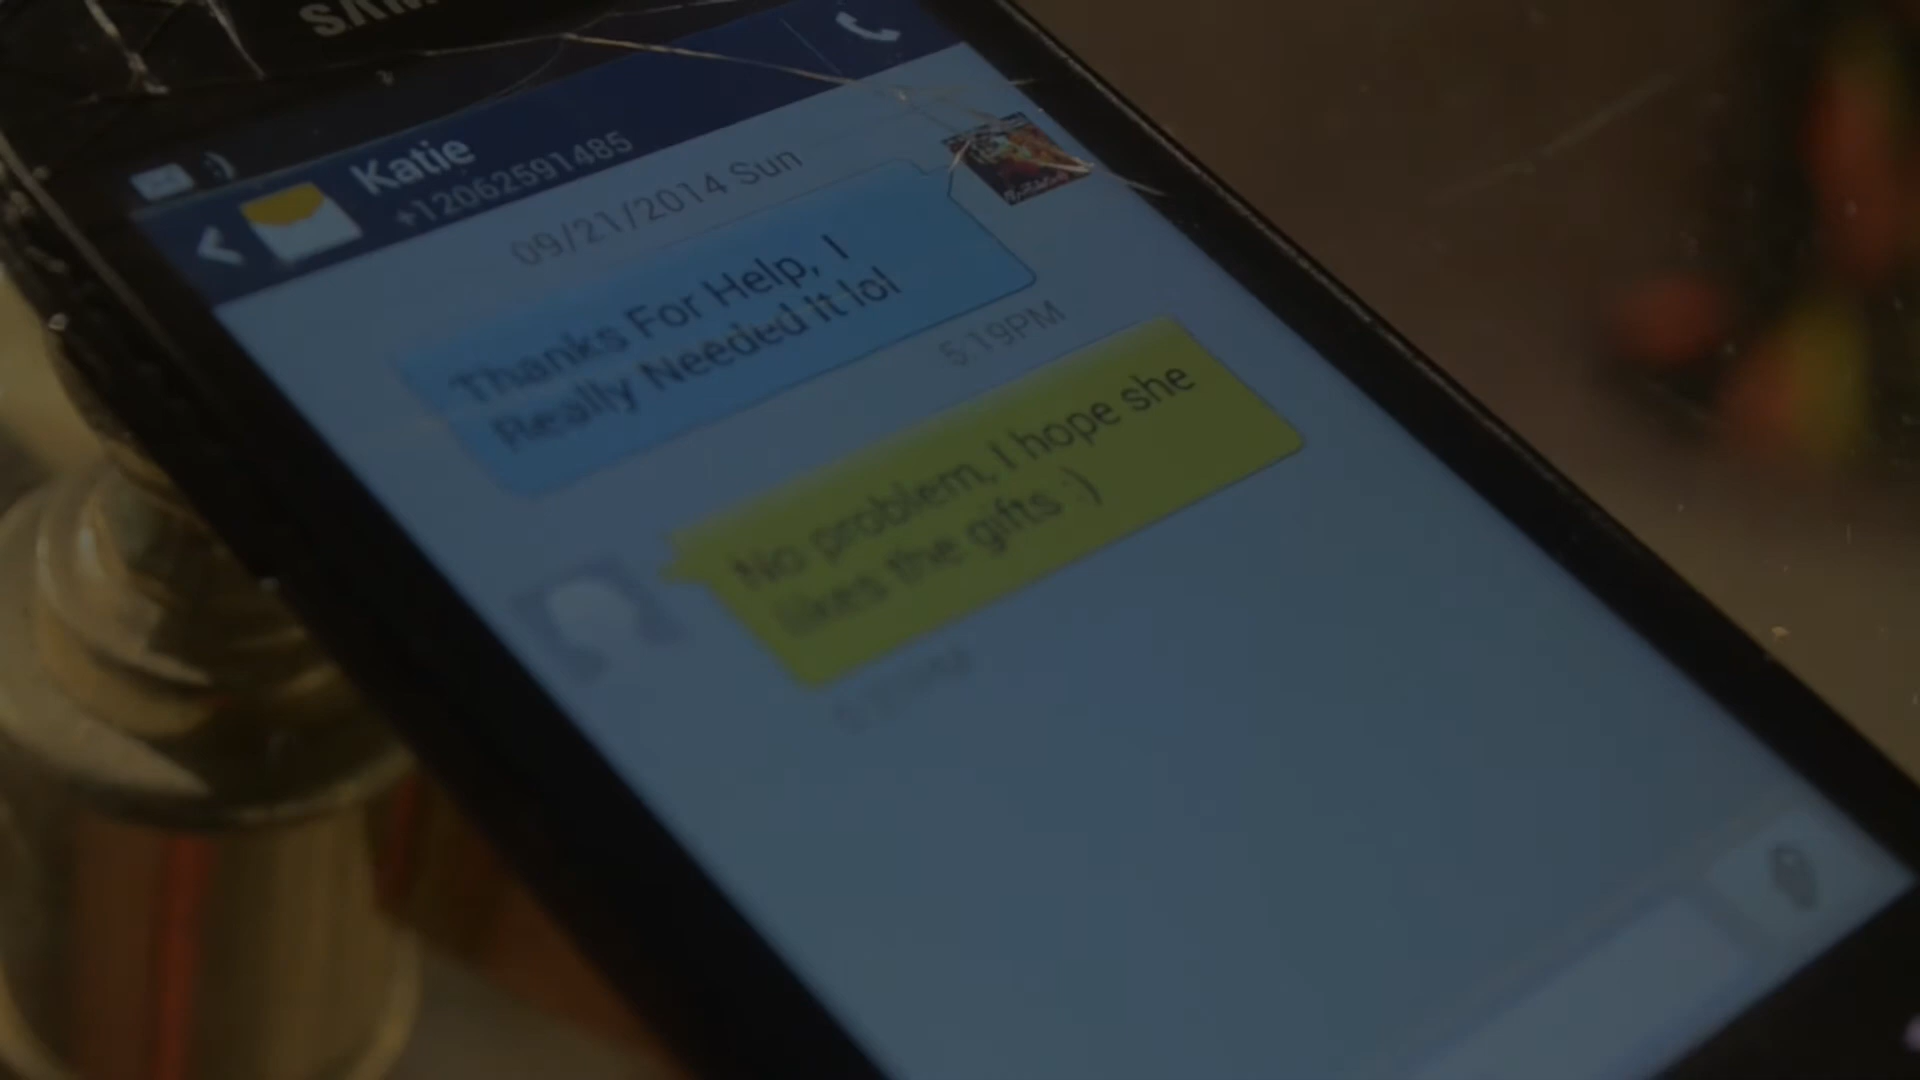 SAM
:)
Katie
+12062591485
09/21/2014 Sun
Thanks For Help, I
Really Needed It lol
5:19PM
No problem, I hope she
likes the gifts :)